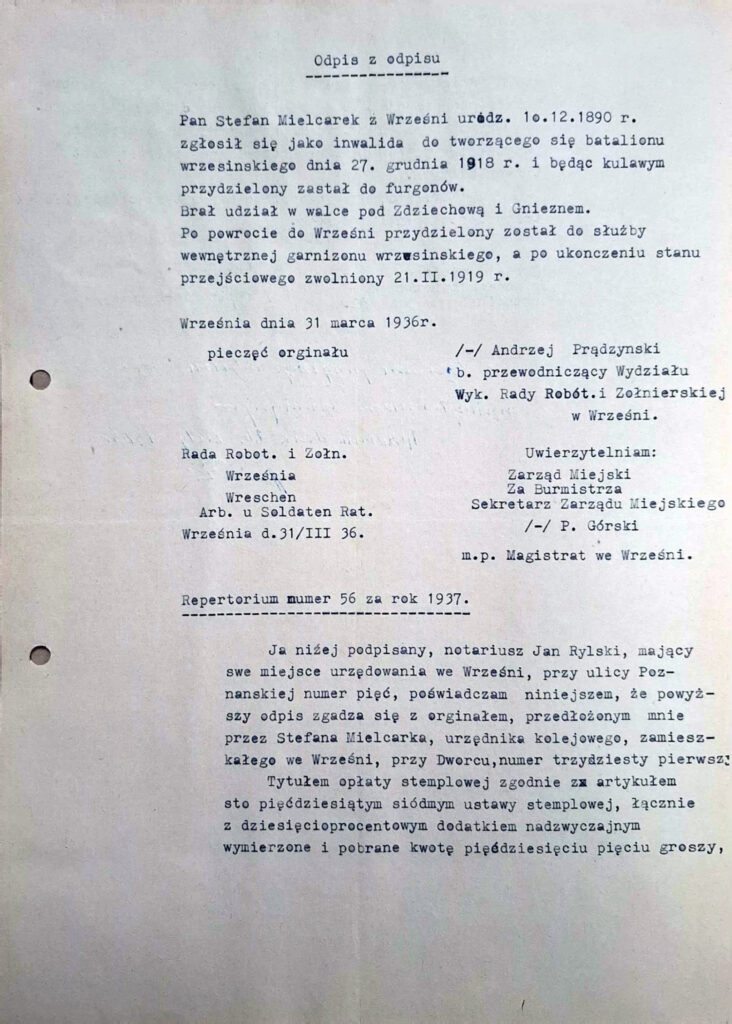 Odpis z odpisu
Pan Stefan Mielcarek z Wrześni urodz. 1o.12.1890 r.
zgłosił się jako inwalida do tworzącego się batalionu
wrzesinskiego dnia 27. grudnia 1918 r. i będąc kulawym
przydzielony zastał do furgonów.
Brał udział w walce pod Zdziechową i Gnieznem.
Po powrocie do Wrześni przydzielony został do służby
wewnętrznej garnizonu wrzesinskiego, a po ukonczeniu stanu
przejściowego zwolniony 21.II.1919 r.
Września dnia 31 marca 1936r.
pieczęć orginału
/-/ Andrzej Prądzynski
b. przewodniczący Wydziału
Wyk. Rady Robót.i Zołnierskiej
w Wrześni.
Rada Robot. i Zołn.
Września
Wreschen
Arb. u Soldaten Rat.
Września d.31/III 36.
Uwierzytelniam:
Zarząd Miejski
Za Burmistrza
Sekretarz Zarządu Miejskiego
/-/ P. Górski
m.p. Magistrat we Wrześni.
Repertorium numer 56 za rok 1937.
Ja niżej podpisany, notariusz Jan Rylski, mający
swe miejsce urzędowania we Wrześni, przy ulicy Poz-
nanskiej numer pięć, poświadczam niniejszem, że powyż-
szy odpis zgadza się z orginałem, przedłożonym mnie
przez Stefana Mielcarka, urzędnika kolejowego, zamiesz-
kałego we Wrześni, przy Dworcu,numer trzydziesty pierwszy
Tytułem opłaty stemplowej zgodnie zx artykułem
sto pięćdziesiątym siódmym ustawy stemplowej, łącznie
z dziesięcioprocentowym dodatkiem nadzwyczajnym
wymierzone i pobrane kwotę pięćdziesięciu pięciu groszy,